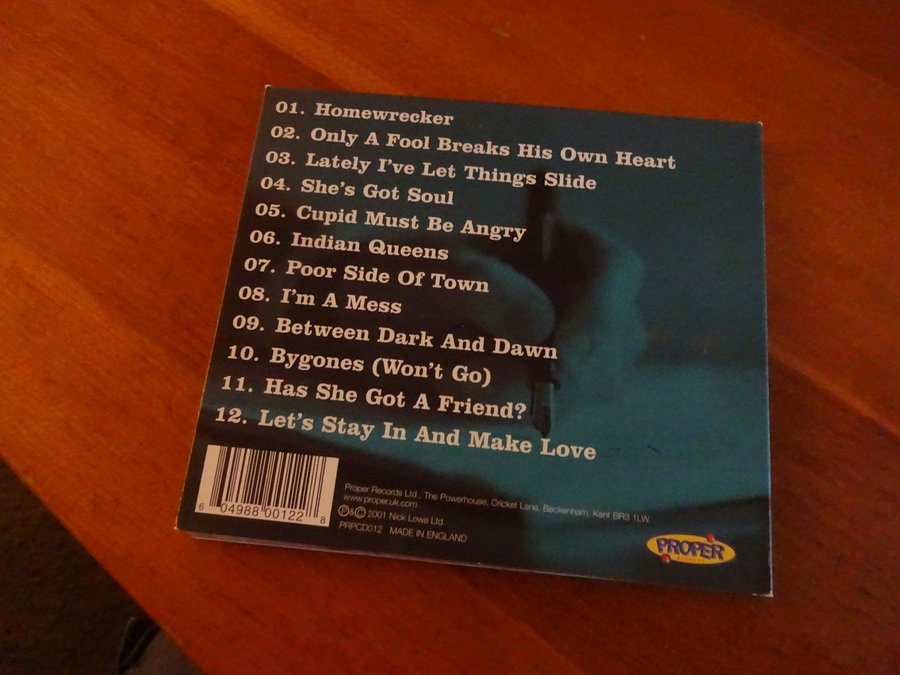 01. Homewrecker
02. Only A Fool Breaks His Own Heart
03. Lately I've Let Things Slide
04. She's Got Soul
05. Cupid Must Be Angry
06. Indian Queens
07. Poor Side Of Town
08. I'm A Mess
09. Between Dark And Dawn
10. Bygones (Won't Go)
11. Has She Got A Friend?
12. Let's Stay In And Make Love
6 04988 00122 8
Proper Records Ltd., The Powerhouse, Cricket Lane, Beckenham, Kent BR3 1LW.
www.proper.uk.com
℗&© 2001 Nick Lowe Ltd.
PRPCD012 MADE IN ENGLAND
PROPER